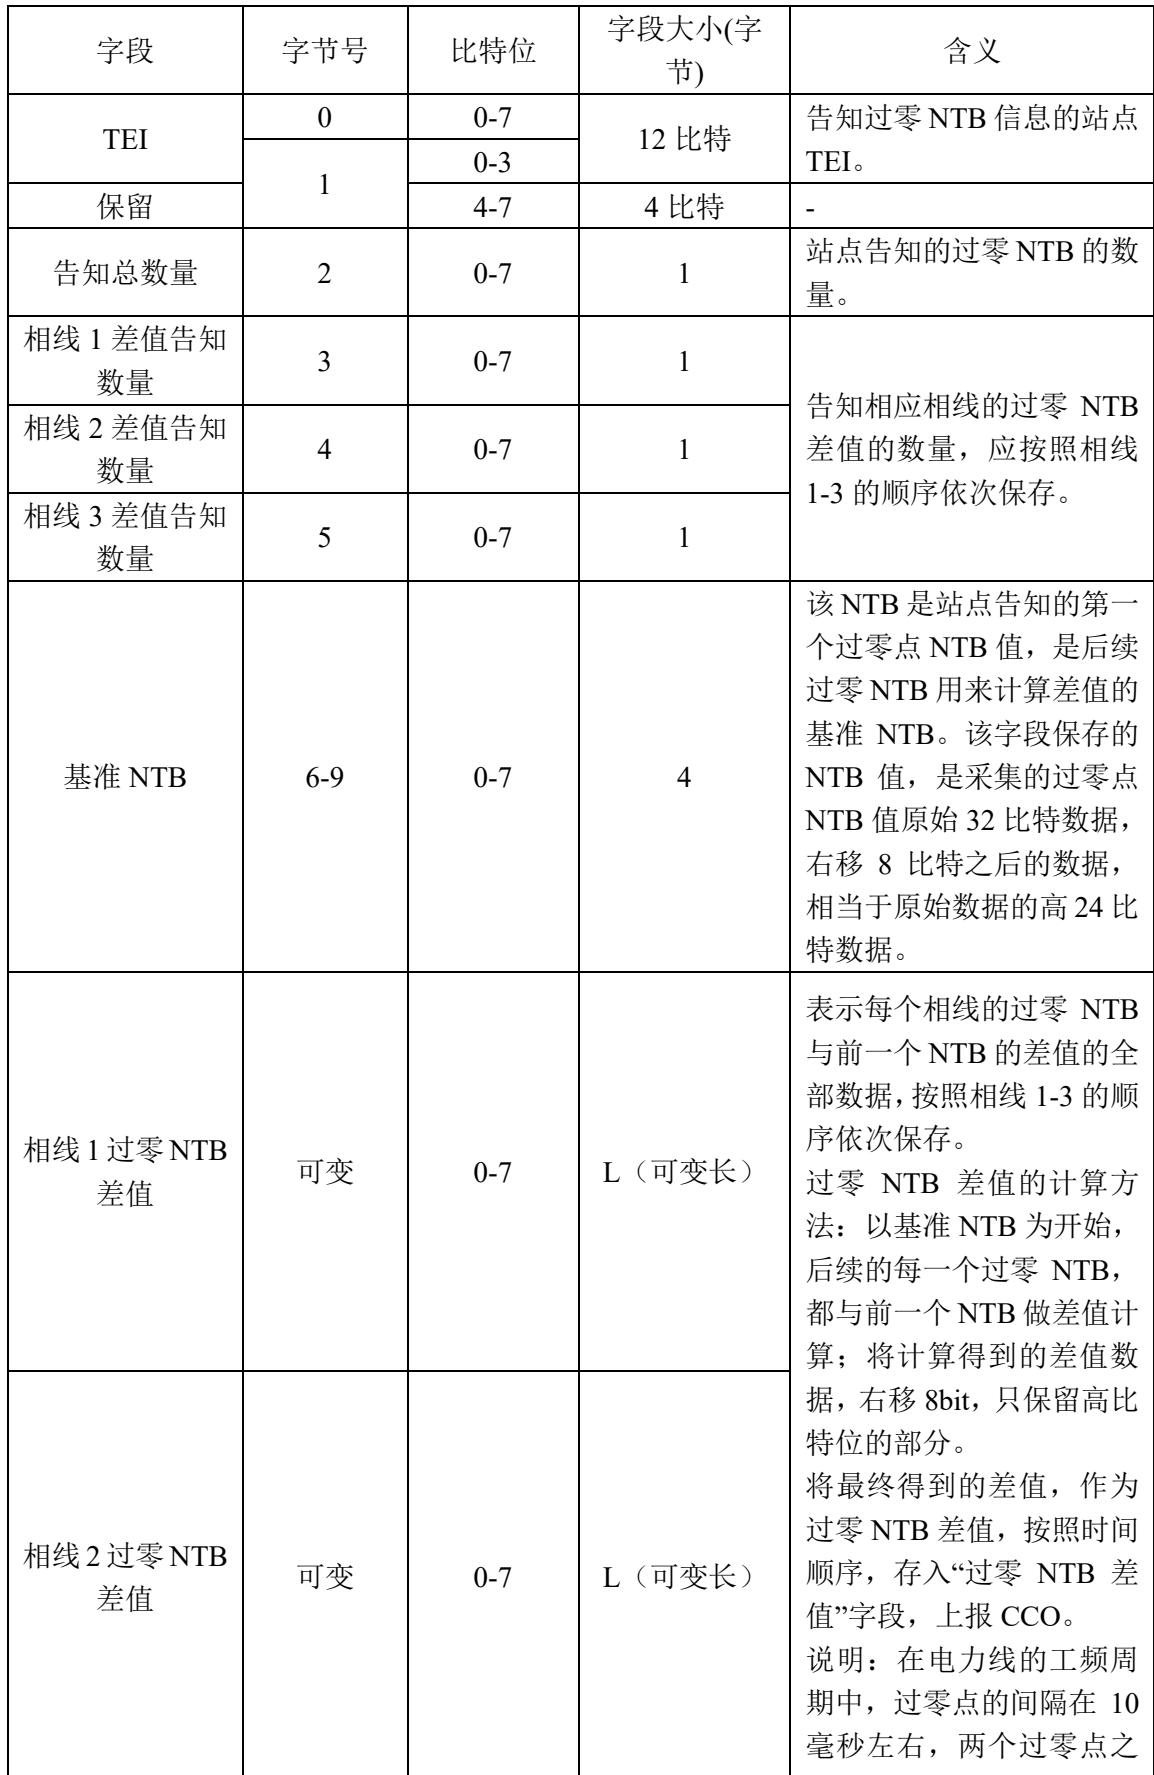 字段
字节号
比特位
字段大小(字
节)
含义
TEI
0
0-7
12 比特
告知过零 NTB 信息的站点
TEI。
1
0-3
保留
4-7
4 比特
-
告知总数量
2
0-7
1
站点告知的过零 NTB 的数
量。
相线 1 差值告知
数量
3
0-7
1
告知相应相线的过零 NTB
差值的数量，应按照相线
1-3 的顺序依次保存。
相线 2 差值告知
数量
4
0-7
1
相线 3 差值告知
数量
5
0-7
1
基准 NTB
6-9
0-7
4
该 NTB 是站点告知的第一
个过零点 NTB 值，是后续
过零 NTB 用来计算差值的
基准 NTB。该字段保存的
NTB 值，是采集的过零点
NTB 值原始 32 比特数据，
右移 8 比特之后的数据，
相当于原始数据的高 24 比
特数据。
相线 1 过零 NTB
差值
可变
0-7
L（可变长）
表示每个相线的过零 NTB
与前一个 NTB 的差值的全
部数据，按照相线 1-3 的顺
序依次保存。
过零 NTB 差值的计算方
法：以基准 NTB 为开始，
后续的每一个过零 NTB，
都与前一个 NTB 做差值计
算；将计算得到的差值数
据，右移 8bit，只保留高比
特位的部分。
将最终得到的差值，作为
过零 NTB 差值，按照时间
顺序，存入“过零 NTB 差
值”字段，上报 CCO。
说明：在电力线的工频周
期中，过零点的间隔在 10
毫秒左右，两个过零点之
相线 2 过零 NTB
差值
可变
0-7
L（可变长）